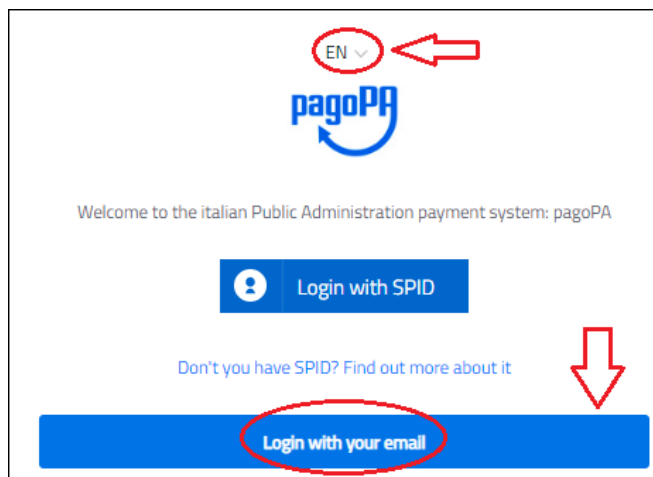 EN
pagoPA
Welcome to the italian Public Administration payment system: pagoPA
Login with SPID
Don't you have SPID? Find out more about it
Login with your email